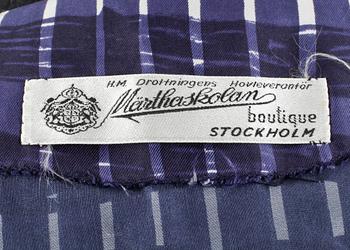 H.M. Drottningens Hovleverantör
Märthaskolan
boutique
STOCKHOLM